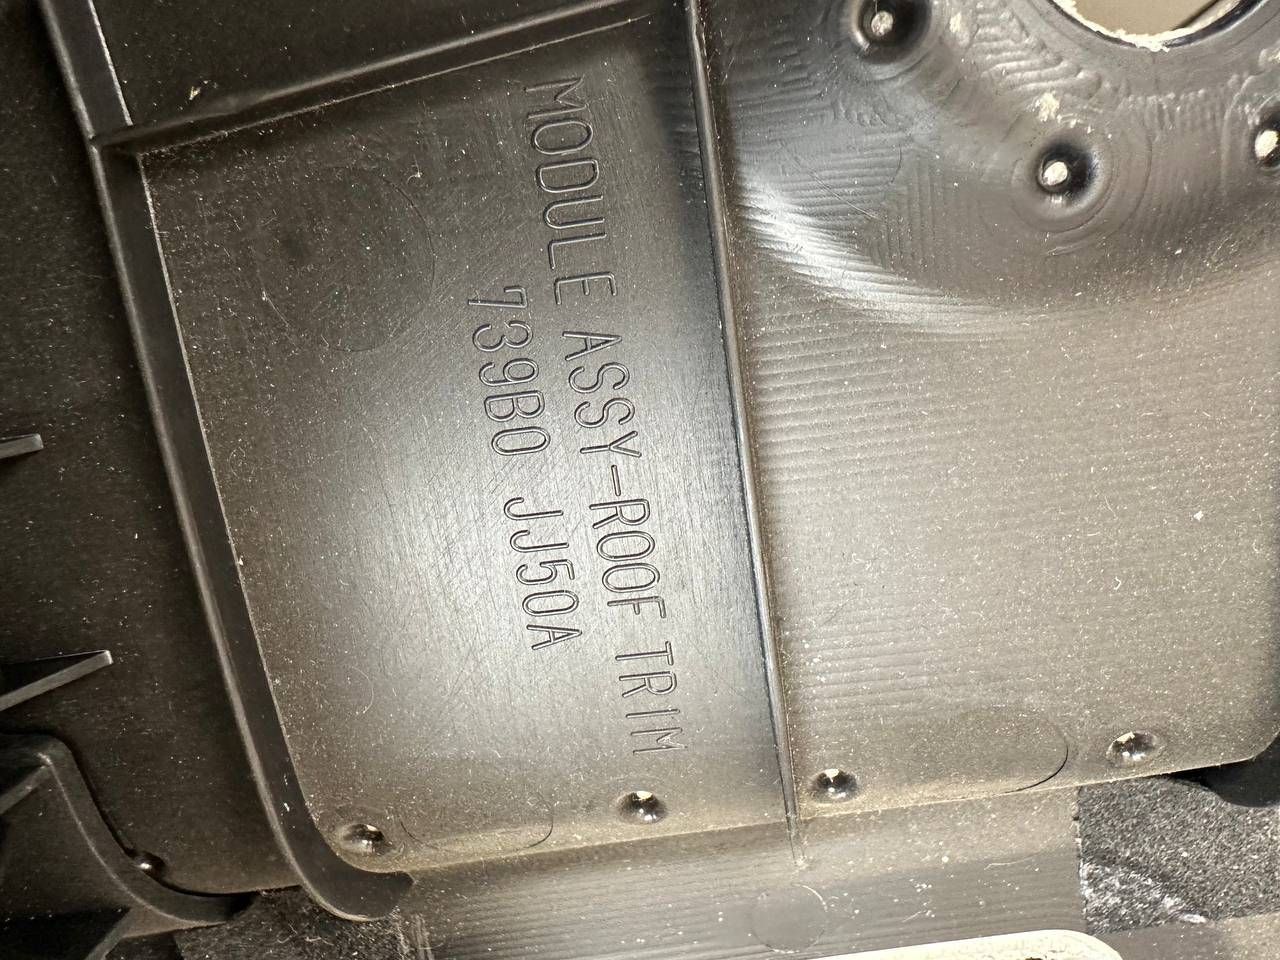 MODULE ASSY-ROOF TRIM
739B0 JJ50A